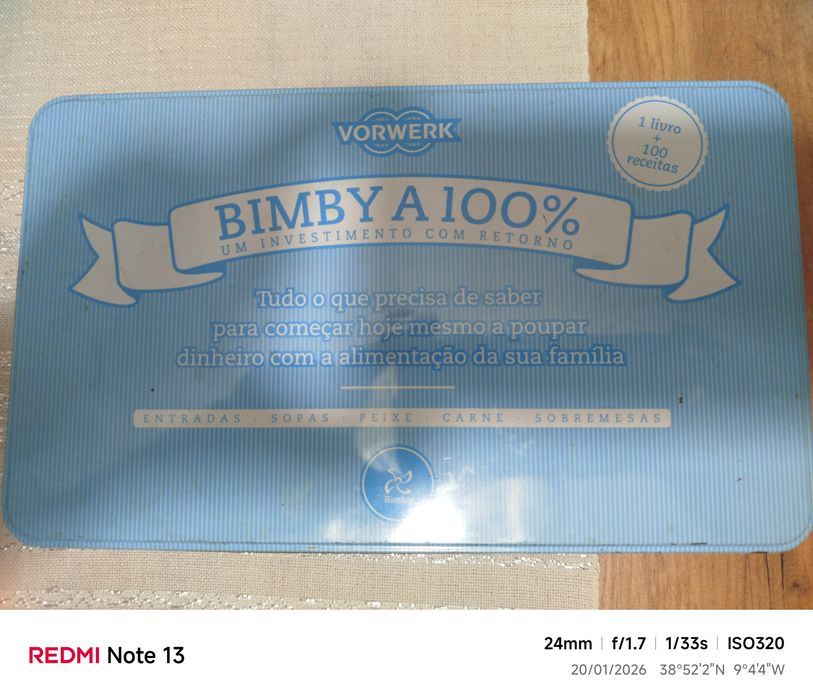 VORWERK
1 livro
+
100
receitas
BIMBY A 100%
UM INVESTIMENTO COM RETORNO
Tudo o que precisa de saber
para começar hoje mesmo a poupar
dinheiro com a alimentação da sua família
ENTRADAS · SOPAS · PEIXE · CARNE · SOBREMESAS
Bimby
REDMI Note 13
24mm | f/1.7 | 1/33s | ISO320
20/01/2026 38°52'2"N 9°4'4"W